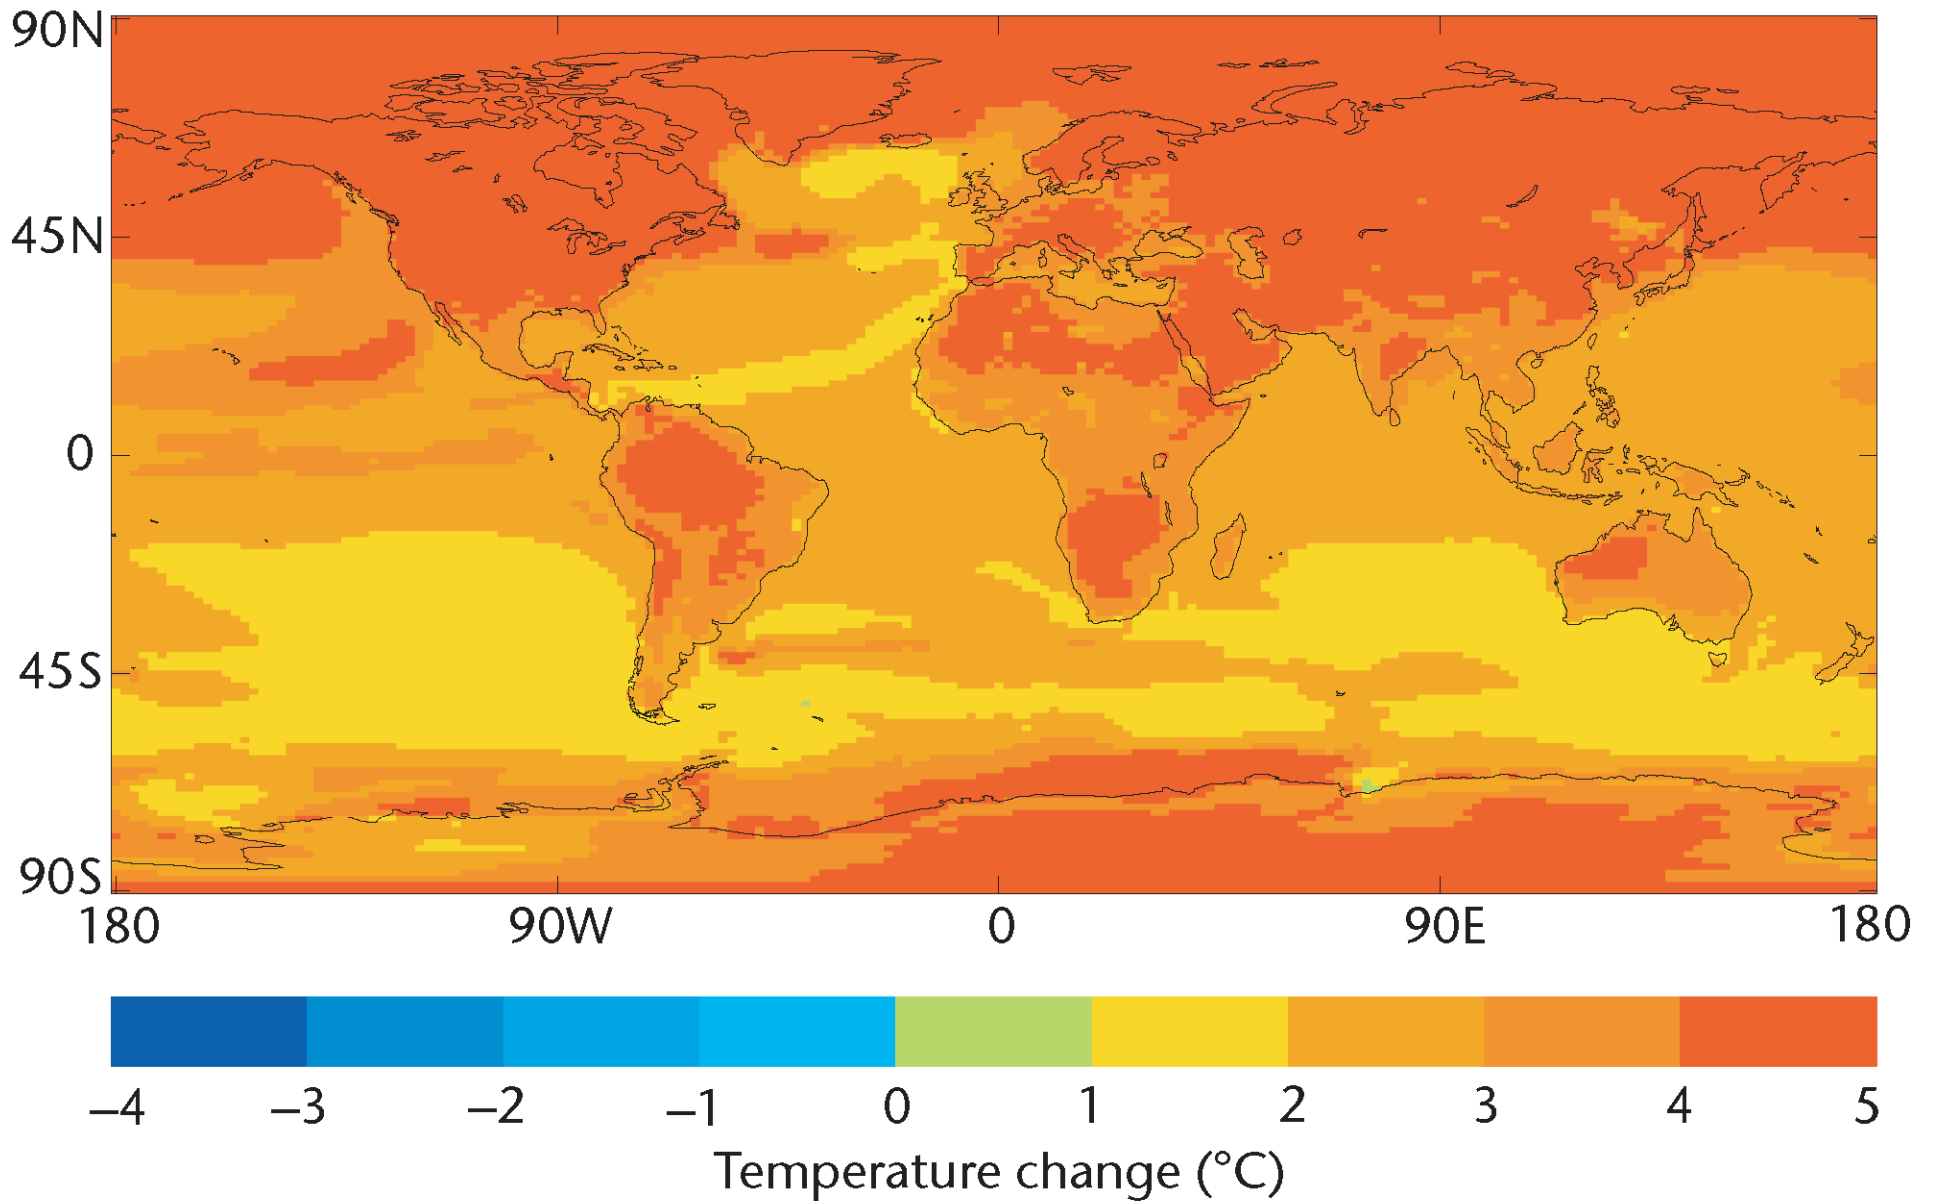 90N
45N
0
45S
90S
180 90W 0 90E 180
–4 –3 –2 –1 0 1 2 3 4 5
Temperature change (°C)